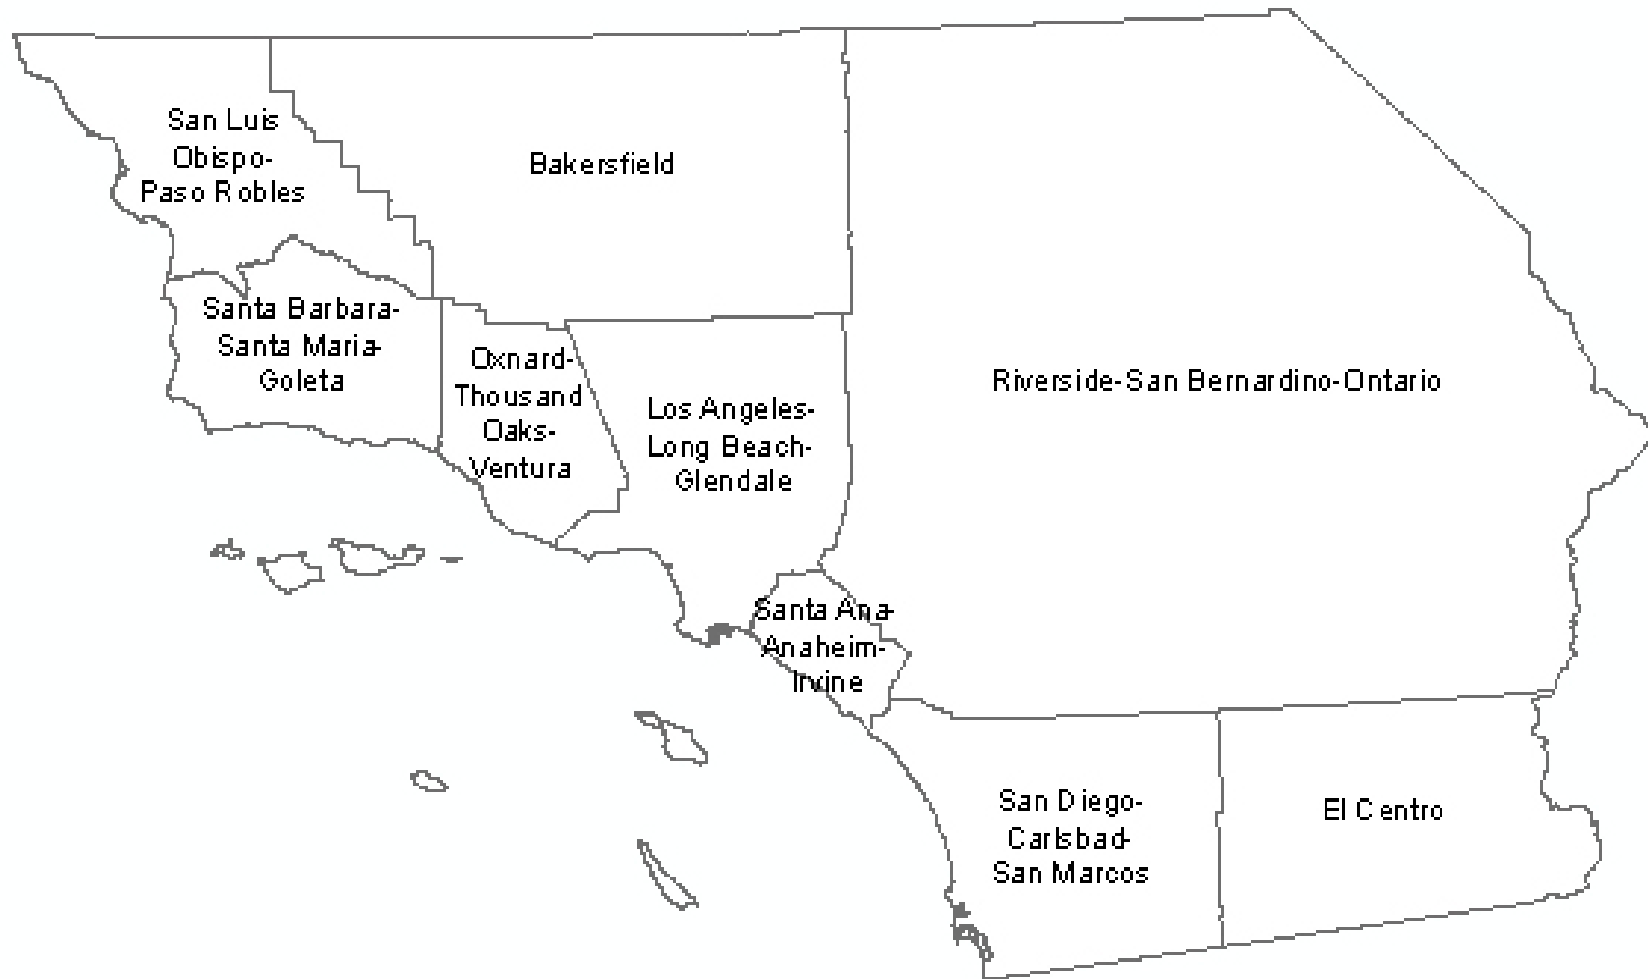 San Luis
Obispo-
Paso Robles
Bakersfield
Santa Barbara-
Santa Maria-
Goleta
Oxnard-
Thousand
Oaks-
Ventura
Los Angeles-
Long Beach-
Glendale
Riverside-San Bernardino-Ontario
Santa Ana-
Anaheim-
Irvine
San Diego-
Carlsbad-
San Marcos
El Centro